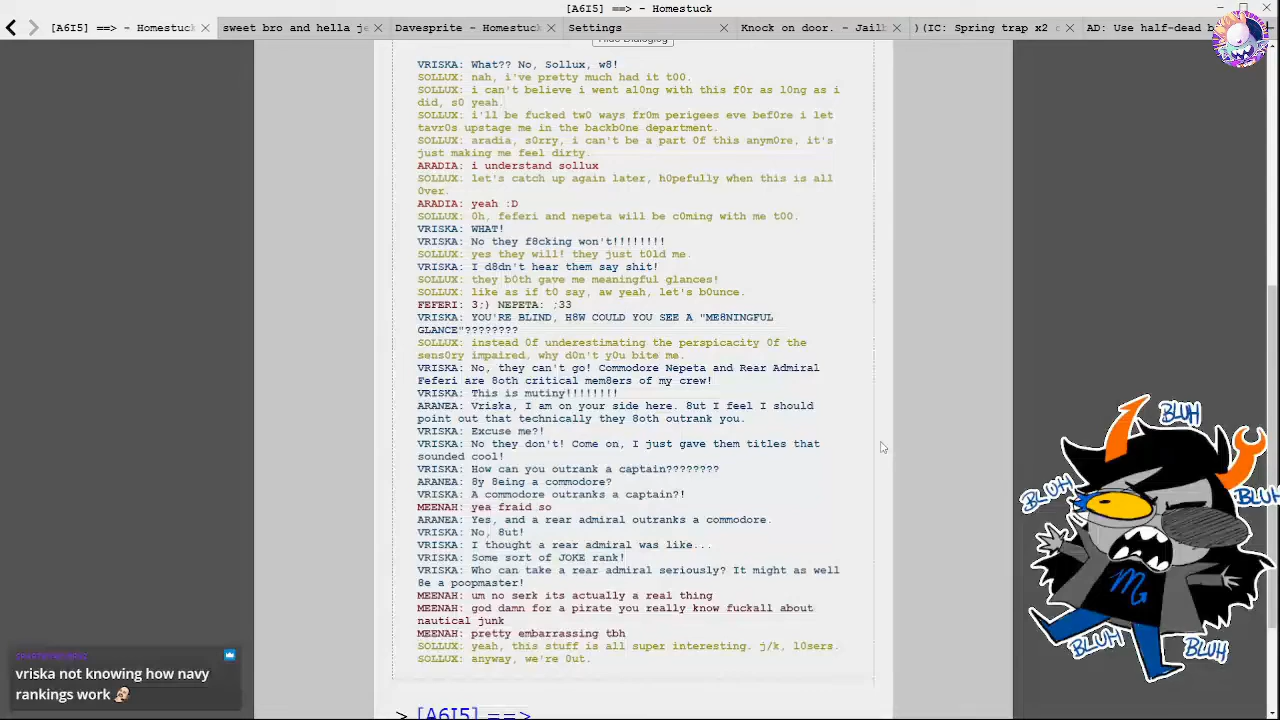 [A6I5] ==> - Homestuck
[A6I5] ==> - Homestuck
sweet bro and hella je
Davesprite - Homestuck
Settings
Knock on door. - Jailb
)(IC: Spring trap x2 c
AD: Use half-dead b
Hide Dialoglog
VRISKA: What?? No, Sollux, w8!
SOLLUX: nah, i've pretty much had it t00.
SOLLUX: i can't believe i went al0ng with this f0r as l0ng as i
did, s0 yeah.
SOLLUX: i'll be fucked tw0 ways fr0m perigees eve bef0re i let
tavr0s upstage me in the backb0ne department.
SOLLUX: aradia, s0rry, i can't be a part 0f this anym0re, it's
just making me feel dirty.
ARADIA: i understand sollux
SOLLUX: let's catch up again later, h0pefully when this is all
0ver.
ARADIA: yeah :D
SOLLUX: 0h, feferi and nepeta will be c0ming with me t00.
VRISKA: WHAT!
VRISKA: No they f8cking won't!!!!!!!!
SOLLUX: yes they will! they just t0ld me.
VRISKA: I d8dn't hear them say shit!
SOLLUX: they b0th gave me meaningful glances!
SOLLUX: like as if t0 say, aw yeah, let's b0unce.
FEFERI: 3;) NEPETA: ;33
VRISKA: YOU'RE BLIND, H8W COULD YOU SEE A "ME8NINGFUL
GLANCE"????????
SOLLUX: instead 0f underestimating the perspicacity 0f the
sens0ry impaired, why d0n't y0u bite me.
VRISKA: No, they can't go! Commodore Nepeta and Rear Admiral
Feferi are 8oth critical mem8ers of my crew!
VRISKA: This is mutiny!!!!!!!!
ARANEA: Vriska, I am on your side here. 8ut I feel I should
point out that technically they 8oth outrank you.
VRISKA: Excuse me?!
VRISKA: No they don't! Come on, I just gave them titles that
sounded cool!
VRISKA: How can you outrank a captain????????
ARANEA: 8y 8eing a commodore?
VRISKA: A commodore outranks a captain?!
MEENAH: yea fraid so
ARANEA: Yes, and a rear admiral outranks a commodore.
VRISKA: No, 8ut!
VRISKA: I thought a rear admiral was like...
VRISKA: Some sort of JOKE rank!
VRISKA: Who can take a rear admiral seriously? It might as well
8e a poopmaster!
MEENAH: um no serk its actually a real thing
MEENAH: god damn for a pirate you really know fuckall about
nautical junk
MEENAH: pretty embarrassing tbh
SOLLUX: yeah, this stuff is all super interesting. j/k, l0sers.
SOLLUX: anyway, we're 0ut.
> [A6I5] ==>
vriska not knowing how navy
rankings work
BLUH
BLUH
BLUH
BLUH
BLUH
BLUH